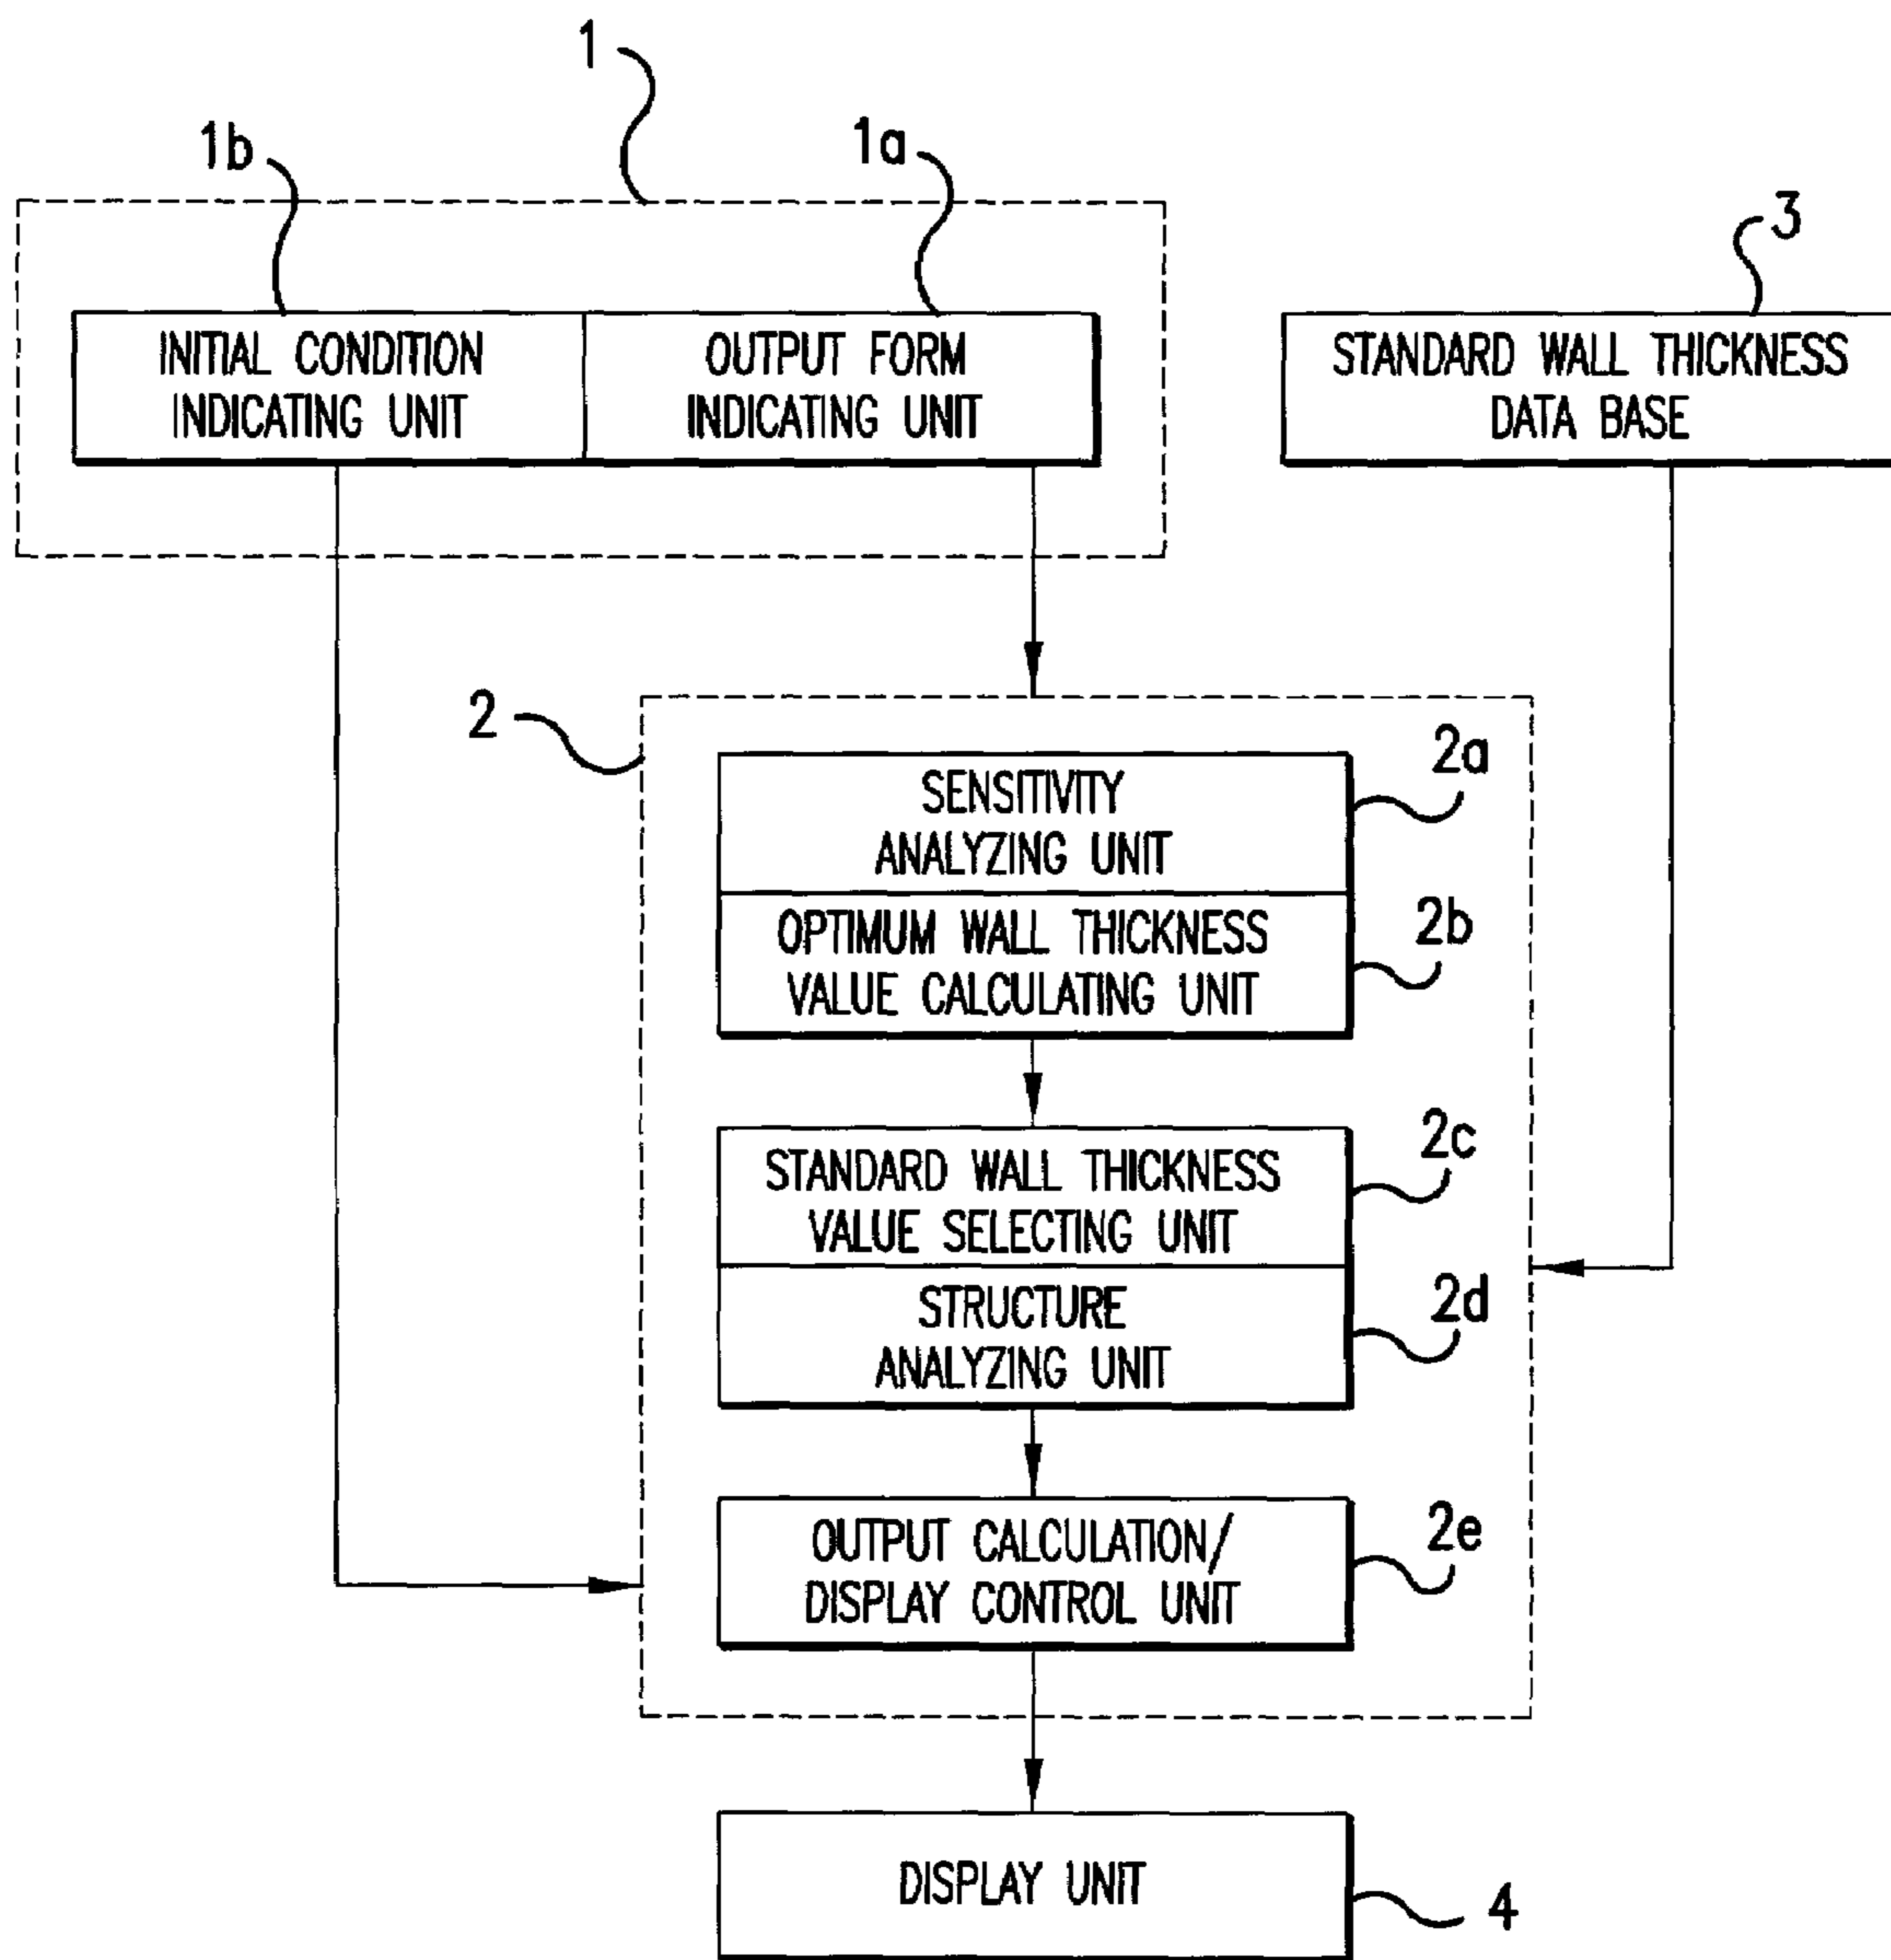 1
1b
1a
3
INITIAL CONDITION
INDICATING UNIT
OUTPUT FORM
INDICATING UNIT
STANDARD WALL THICKNESS
DATA BASE
2
2a
SENSITIVITY
ANALYZING UNIT
2b
OPTIMUM WALL THICKNESS
VALUE CALCULATING UNIT
2c
STANDARD WALL THICKNESS
VALUE SELECTING UNIT
2d
STRUCTURE
ANALYZING UNIT
2e
OUTPUT CALCULATION/
DISPLAY CONTROL UNIT
DISPLAY UNIT
4